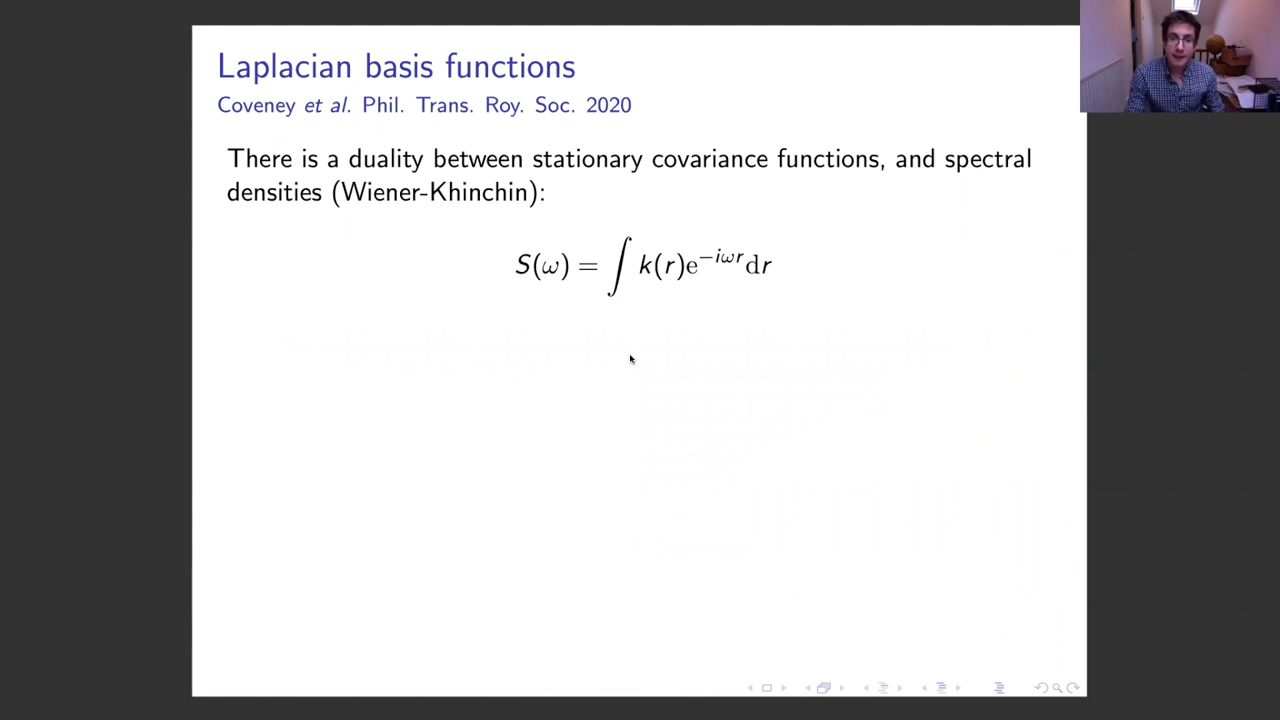 Laplacian basis functions
Coveney et al. Phil. Trans. Roy. Soc. 2020
There is a duality between stationary covariance functions, and spectral
densities (Wiener-Khinchin):
S(ω) = ∫ k(r)e^{−iωr}dr